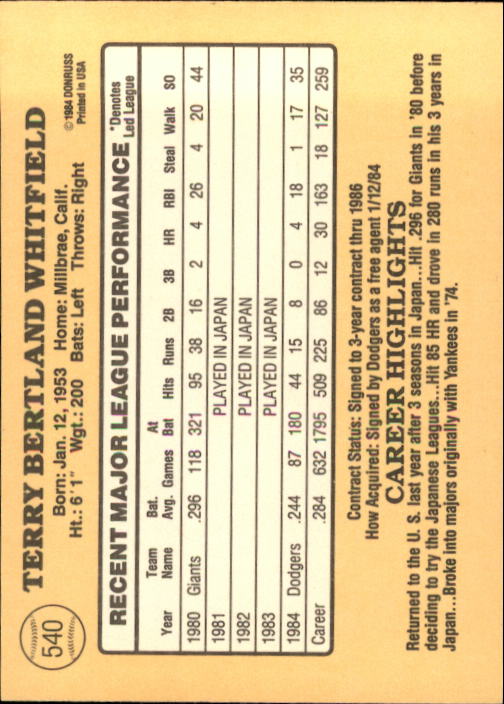 540
TERRY BERTLAND WHITFIELD
Born: Jan. 12, 1953 Home: Millbrae, Calif.
Ht.: 6'1" Wgt.: 200 Bats: Left Throws: Right
© 1984 DONRUSS
Printed in USA
RECENT MAJOR LEAGUE PERFORMANCE *Denotes Led League
Year Team Name Bat. Avg. Games At Bat Hits Runs 2B 3B HR RBI Steal Walk SO
1980 Giants .296 118 321 95 38 16 2 4 26 4 20 44
1981 PLAYED IN JAPAN
1982 PLAYED IN JAPAN
1983 PLAYED IN JAPAN
1984 Dodgers .244 87 180 44 15 8 0 4 18 1 17 35
Career .284 632 1795 509 225 86 12 30 163 18 127 259
Contract Status: Signed to 3-year contract thru 1986
How Acquired: Signed by Dodgers as a free agent 1/12/84
CAREER HIGHLIGHTS
Returned to the U. S. last year after 3 seasons in Japan...Hit .296 for Giants in '80 before
deciding to try the Japanese Leagues...Hit 85 HR and drove in 280 runs in his 3 years in
Japan...Broke into majors originally with Yankees in '74.